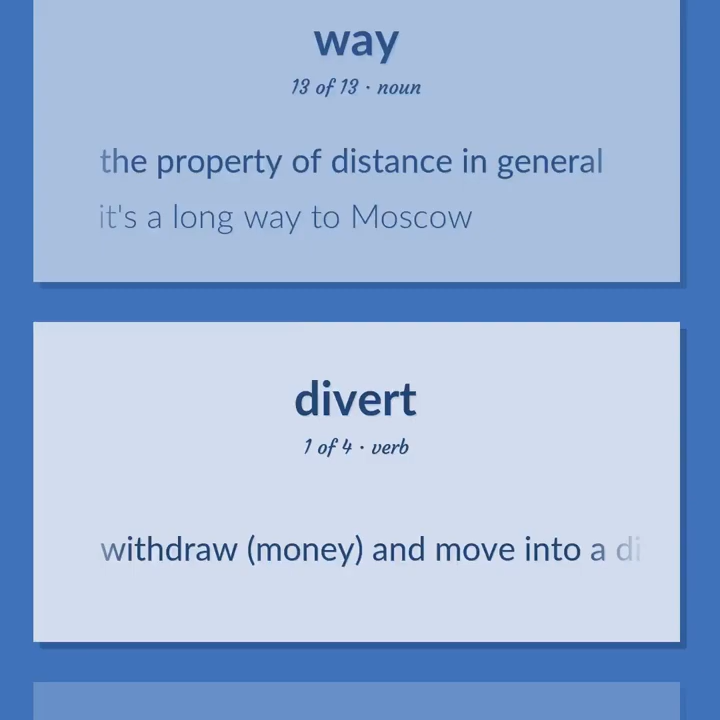 way
13 of 13 · noun
the property of distance in general
it's a long way to Moscow
divert
1 of 4 · verb
withdraw (money) and move into a